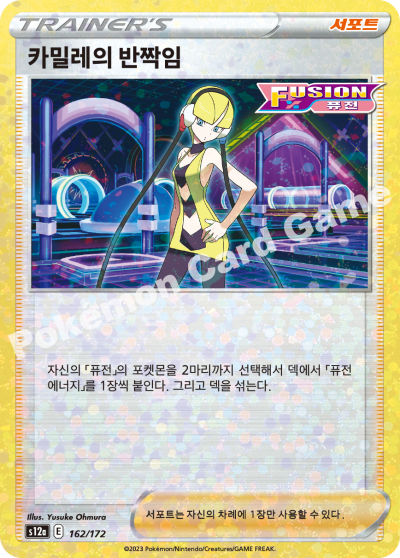 TRAINER'S 서포트
카밀레의 반짝임
FUSION
퓨전
Pokémon Card Game
자신의 「퓨전」의 포켓몬을 2마리까지 선택해서 덱에서 「퓨전
에너지」를 1장씩 붙인다. 그리고 덱을 섞는다.
Illus. Yusuke Ohmura
s12a E 162/172
서포트는 자신의 차례에 1장만 사용할 수 있다.
©2023 Pokémon/Nintendo/Creatures/GAME FREAK.